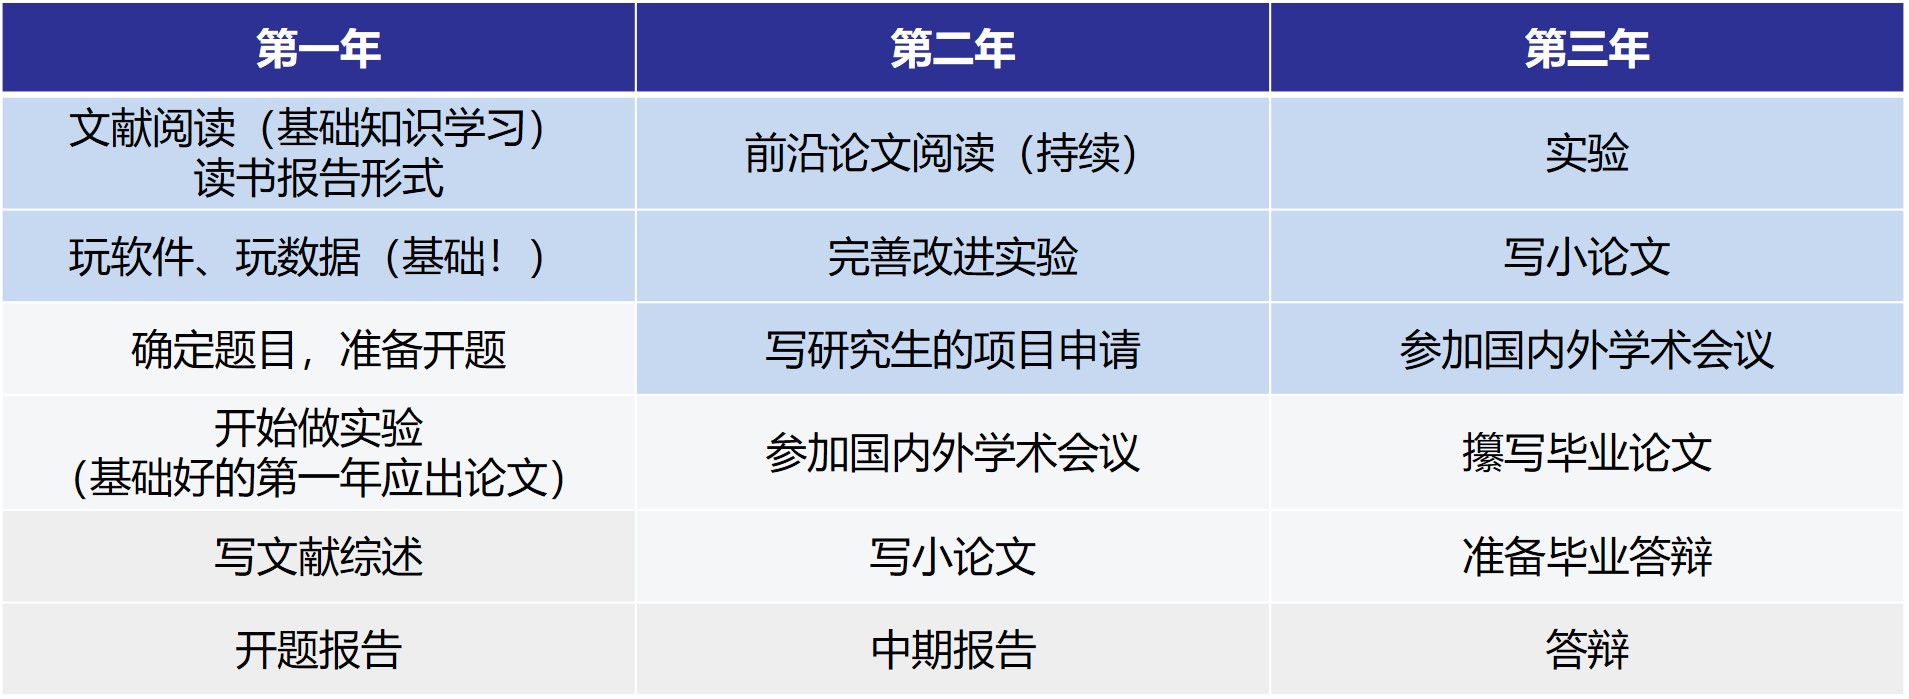 第一年
第二年
第三年
文献阅读（基础知识学习）
读书报告形式
前沿论文阅读（持续）
实验
玩软件、玩数据（基础！）
完善改进实验
写小论文
确定题目，准备开题
写研究生的项目申请
参加国内外学术会议
开始做实验
（基础好的第一年应出论文）
参加国内外学术会议
攥写毕业论文
写文献综述
写小论文
准备毕业答辩
开题报告
中期报告
答辩